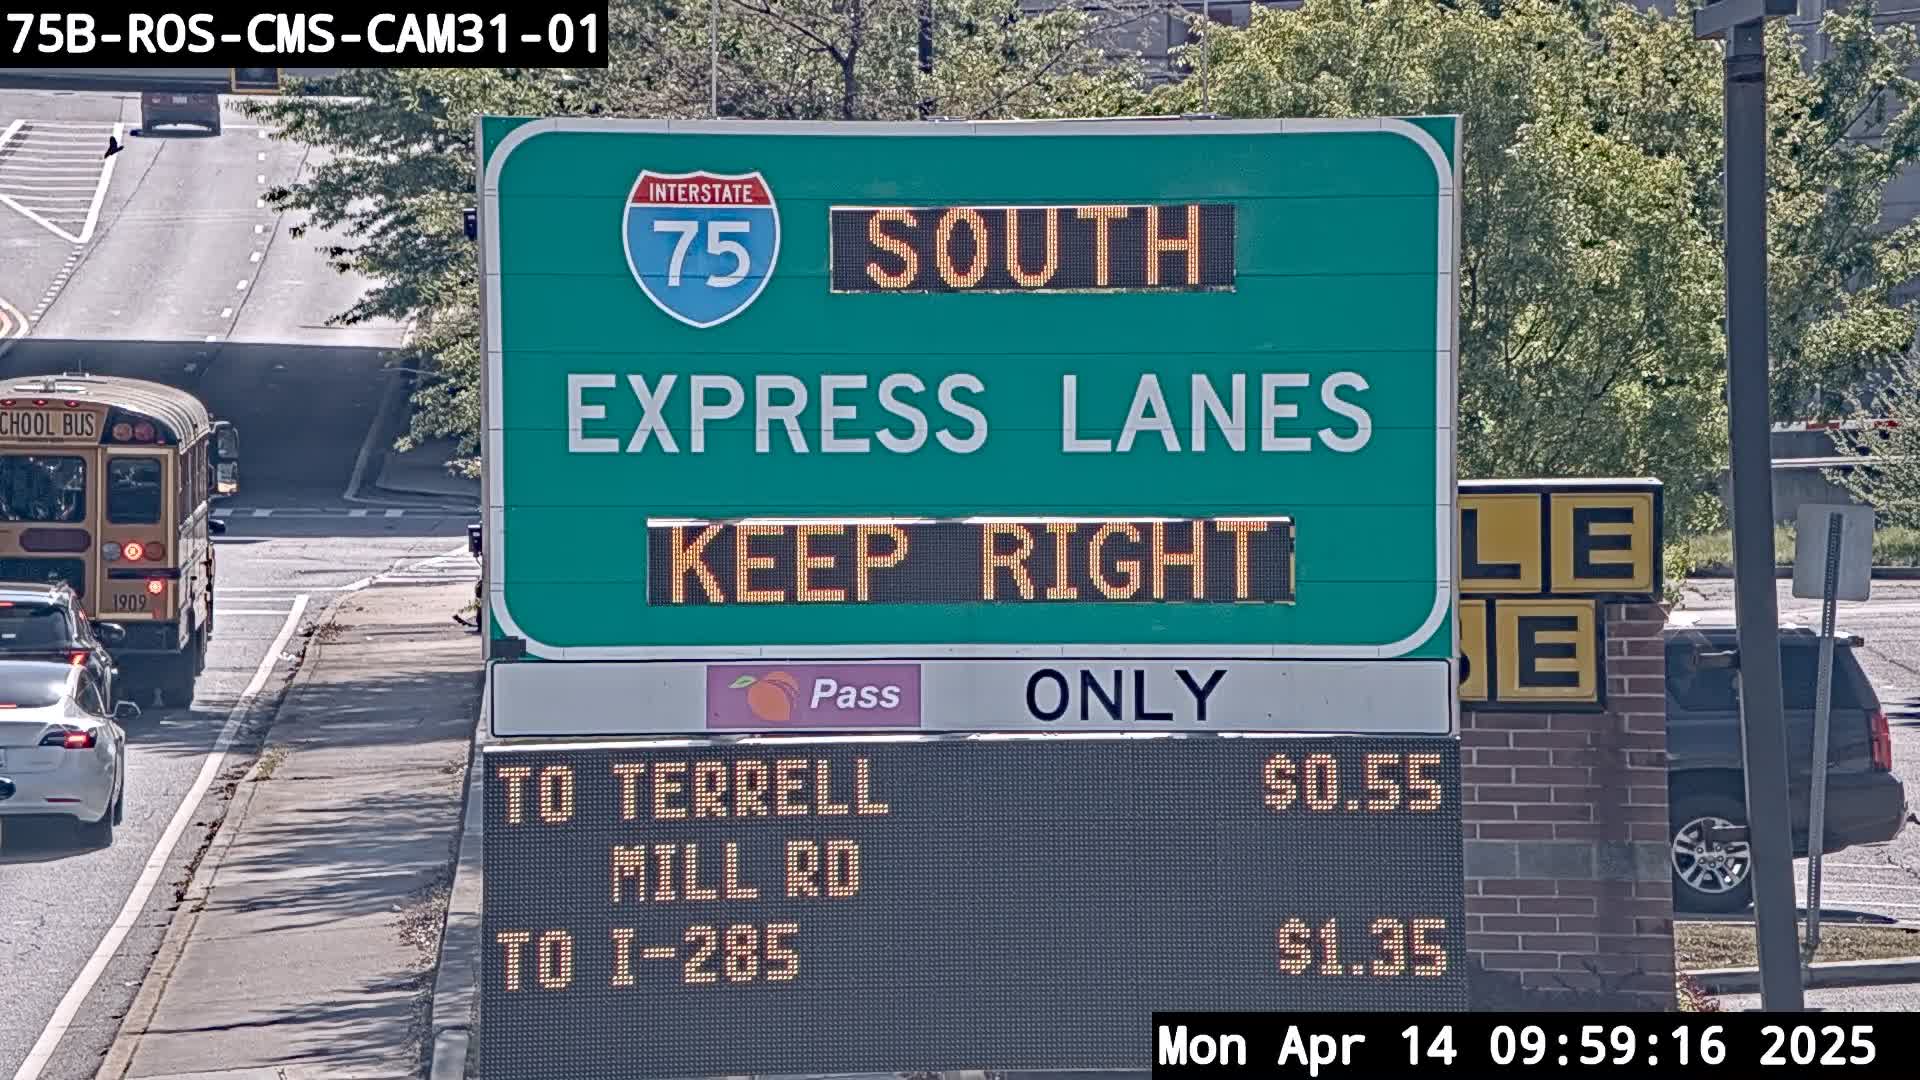 75B-ROS-CMS-CAM31-01
INTERSTATE
75
SOUTH
EXPRESS LANES
KEEP RIGHT
Pass ONLY
TO TERRELL $0.55
MILL RD
TO I-285 $1.35
CHOOL BUS
1909
LE
E
Mon Apr 14 09:59:16 2025